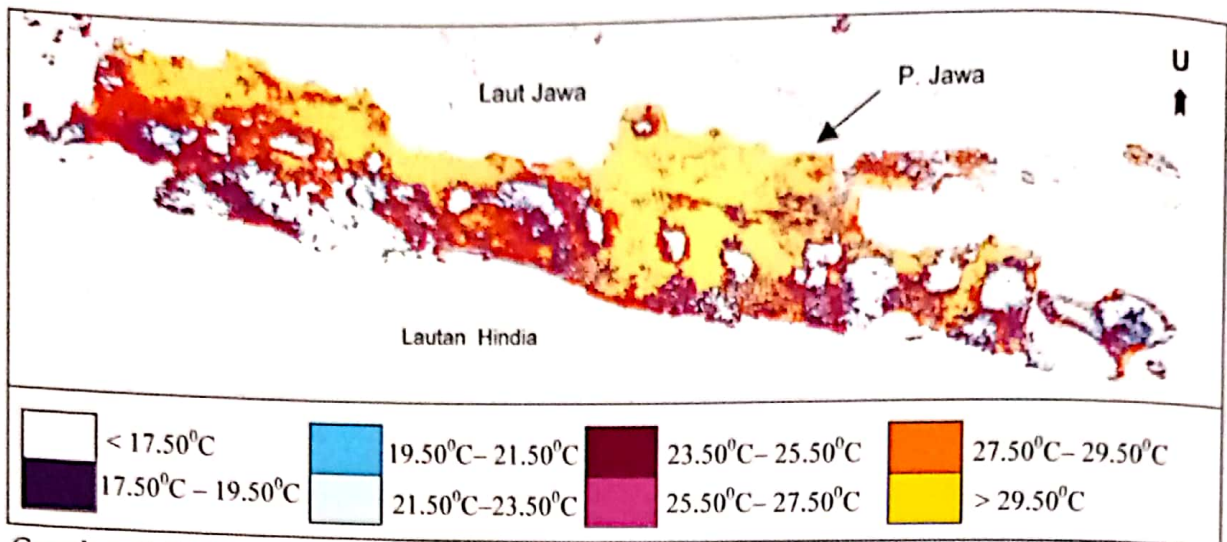 U
Laut Jawa
P. Jawa
Lautan Hindia
< 17.50⁰C
17.50⁰C – 19.50⁰C
19.50⁰C– 21.50⁰C
21.50⁰C–23.50⁰C
23.50⁰C– 25.50⁰C
25.50⁰C– 27.50⁰C
27.50⁰C– 29.50⁰C
> 29.50⁰C